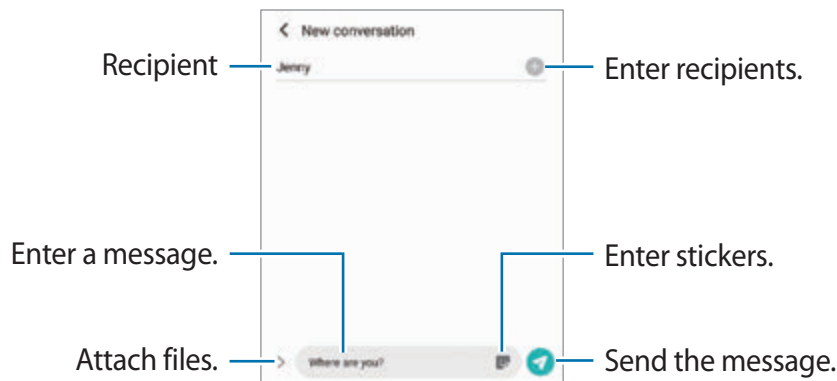 New conversation
Recipient
Jenny
Enter recipients.
Enter a message.
Enter stickers.
Attach files.
Where are you?
Send the message.